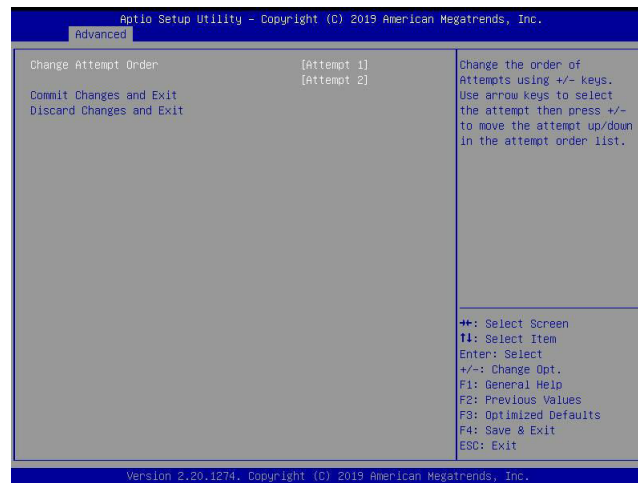 Aptio Setup Utility – Copyright (C) 2019 American Megatrends, Inc.
Advanced
Change Attempt Order [Attempt 1]
[Attempt 2]
Commit Changes and Exit
Discard Changes and Exit
Change the order of
Attempts using +/- keys.
Use arrow keys to select
the attempt then press +/-
to move the attempt up/down
in the attempt order list.
→←: Select Screen
↑↓: Select Item
Enter: Select
+/-: Change Opt.
F1: General Help
F2: Previous Values
F3: Optimized Defaults
F4: Save & Exit
ESC: Exit
Version 2.20.1274. Copyright (C) 2019 American Megatrends, Inc.